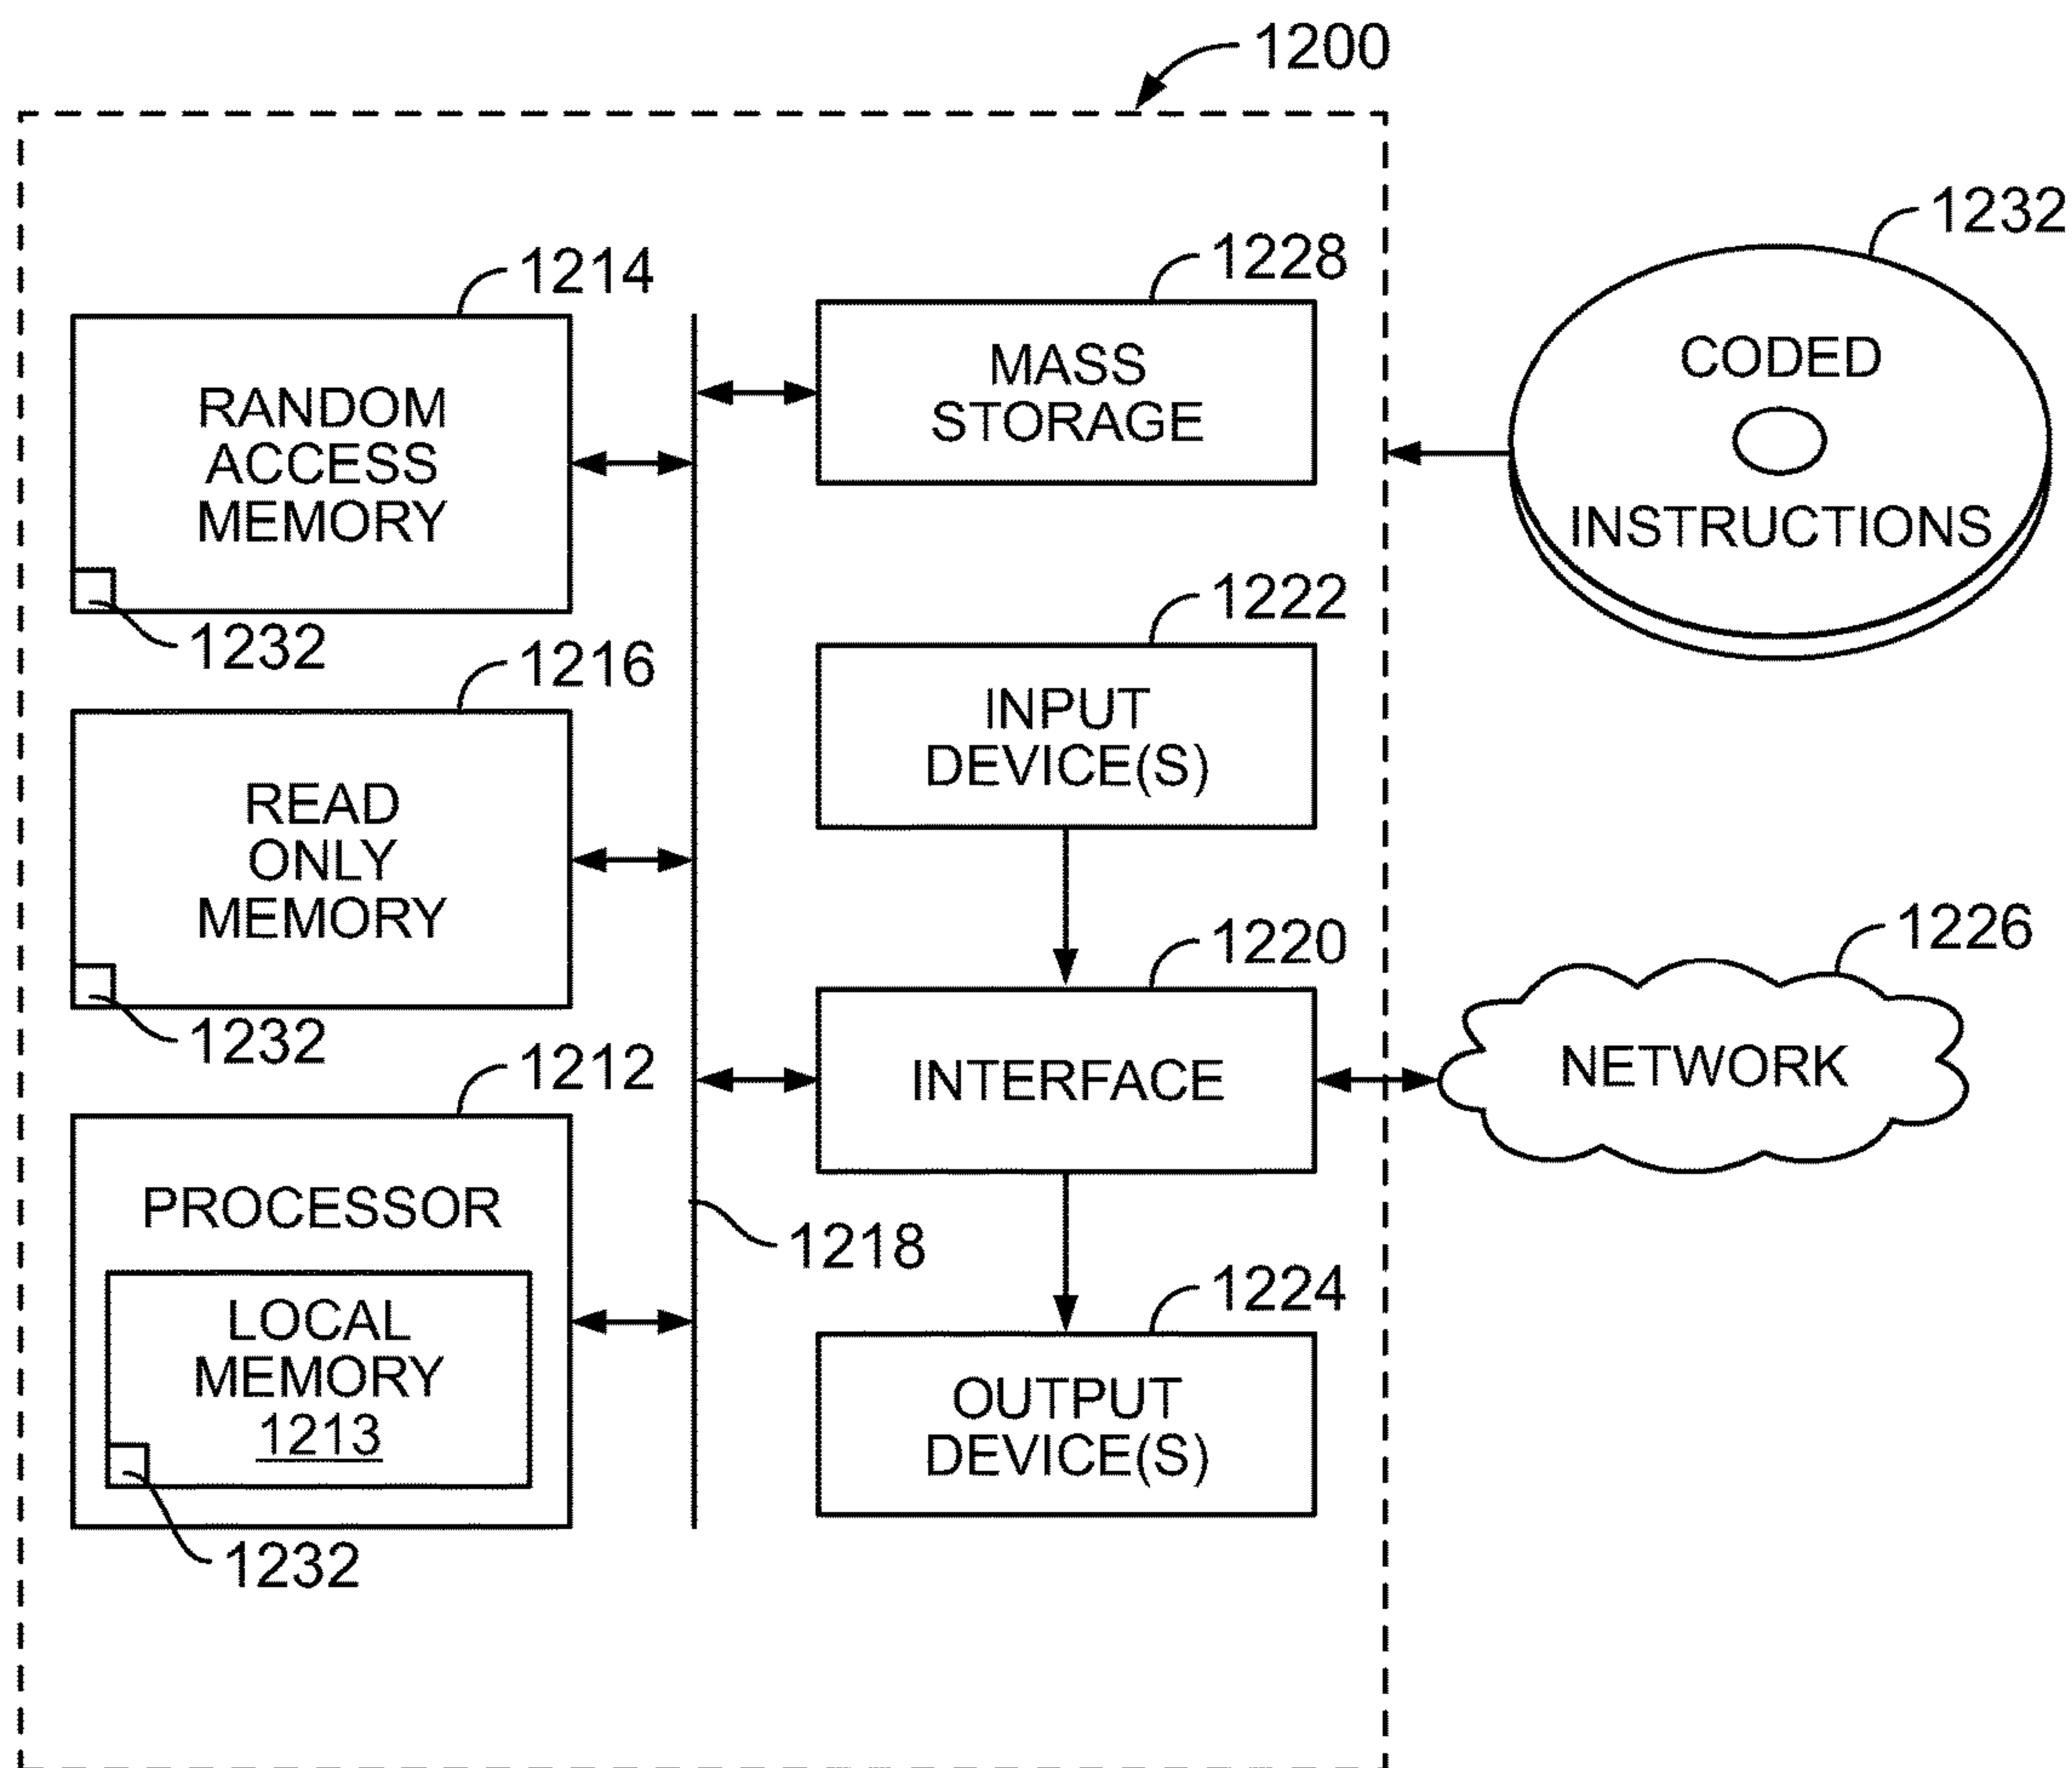 1200
1214
RANDOM
ACCESS
MEMORY
1232
1216
READ
ONLY
MEMORY
1232
1212
PROCESSOR
LOCAL
MEMORY
1213
1232
1218
1228
MASS
STORAGE
1222
INPUT
DEVICE(S)
1220
INTERFACE
1224
OUTPUT
DEVICE(S)
1232
CODED
INSTRUCTIONS
1226
NETWORK